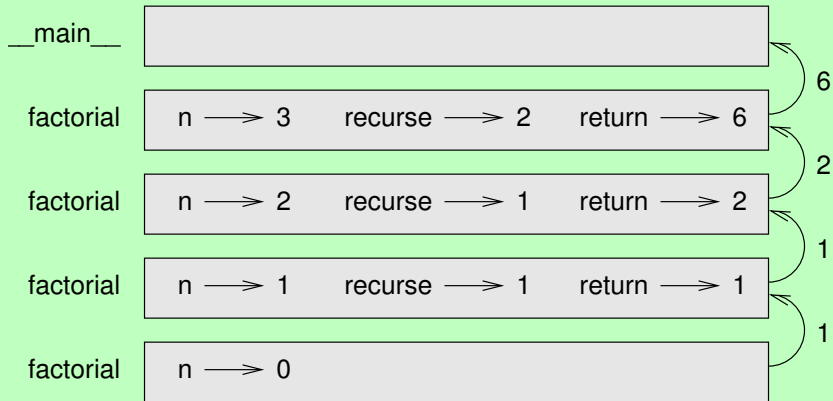 __main__
6
factorial n 3 recurse 2 return 6
2
factorial n 2 recurse 1 return 2
1
factorial n 1 recurse 1 return 1
1
factorial n 0